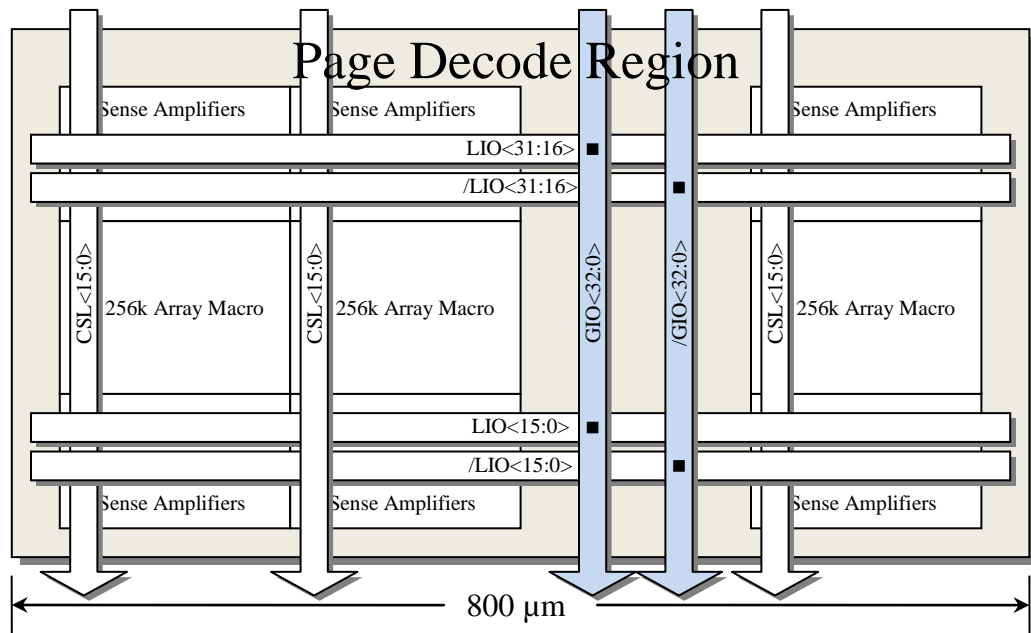 Page Decode Region
Sense Amplifiers
Sense Amplifiers
Sense Amplifiers
LIO<31:16>
/LIO<31:16>
CSL<15:0>
256k Array Macro
CSL<15:0>
256k Array Macro
GIO<32:0>
/GIO<32:0>
CSL<15:0>
256k Array Macro
LIO<15:0>
/LIO<15:0>
Sense Amplifiers
Sense Amplifiers
Sense Amplifiers
800 µm